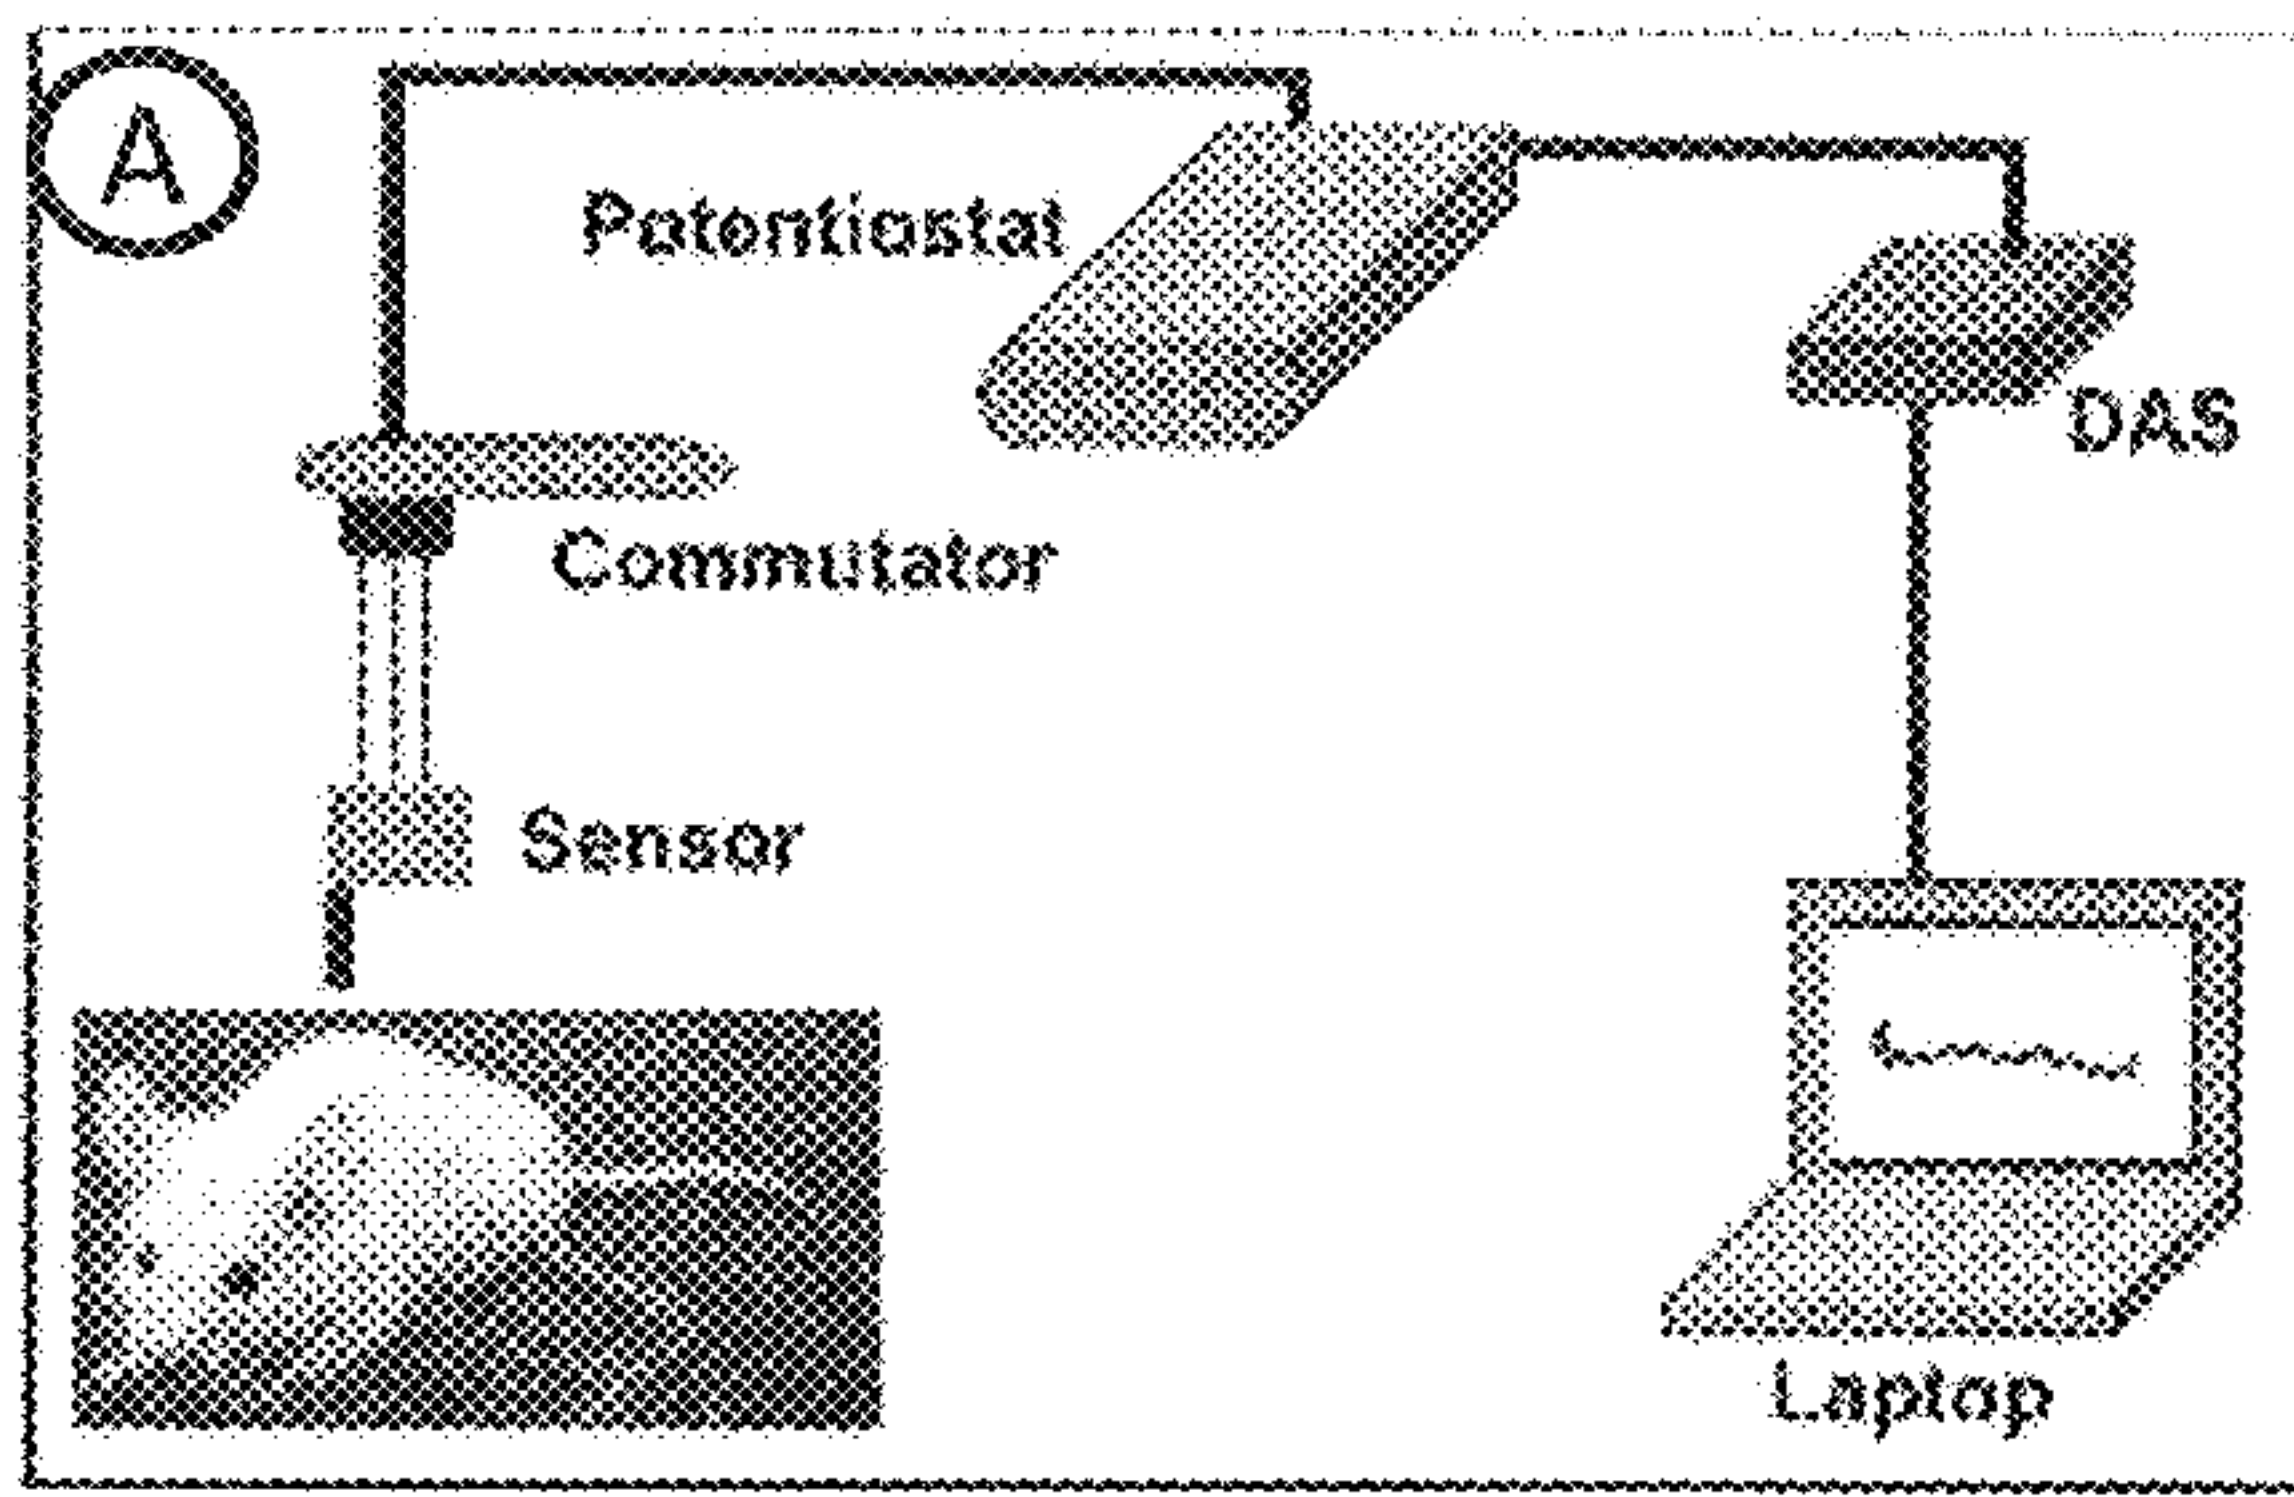 A
Potentiostat
DAS
Commutator
Sensor
Laptop